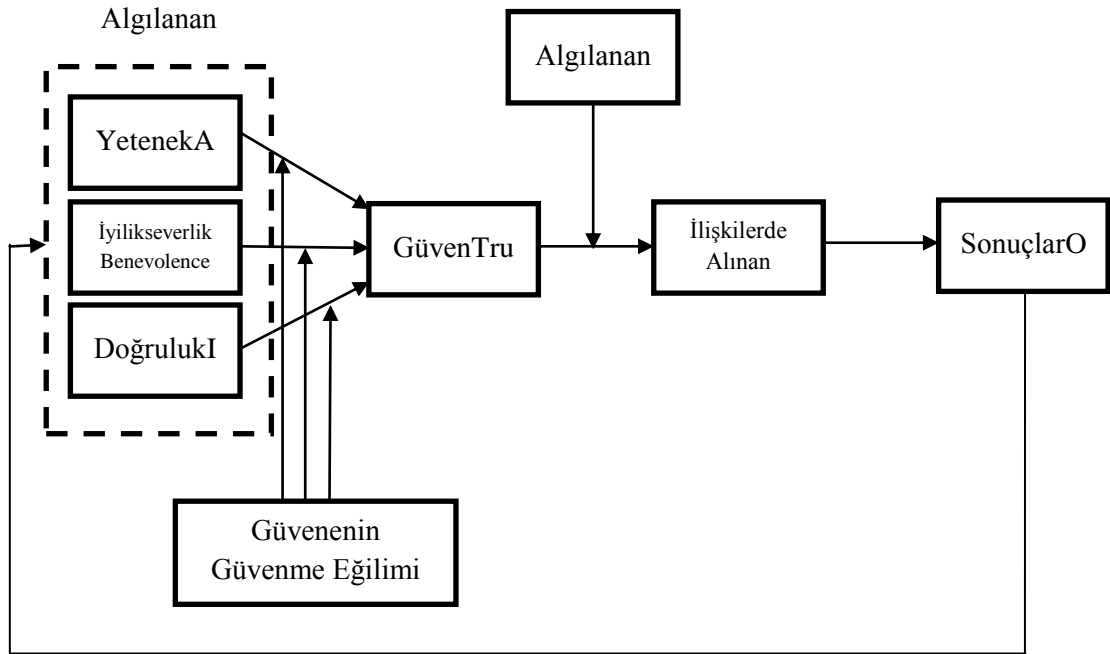 Algılanan
Algılanan
YetenekA
İyilikseverlik
Benevolence
DoğrulukI
GüvenTru
İlişkilerde
Alınan
SonuçlarO
Güvenenin
Güvenme Eğilimi